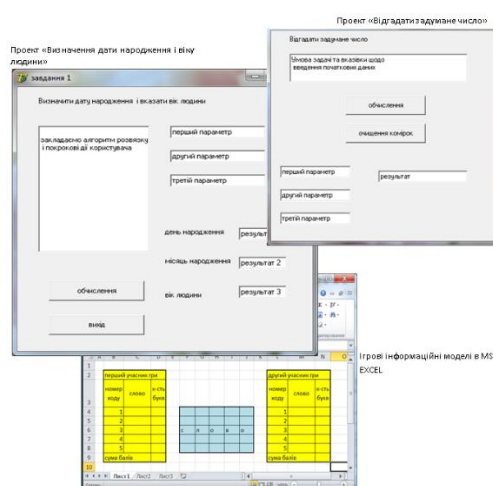 Проект «Відгадати задумане число»
Відгадати задумане число
Умова задачі та вказівки щодо
введення початкових даних
обчислення
очищення комірок
перший параметр
результат
другий параметр
третій параметр
Проект «Визначення дати народження і віку
людини»
завдання 1
Визначити дату народження і вказати вік людини
закладаємо алгоритм розвязку
і покрокові дії користувача
перший параметр
другий параметр
третій параметр
день народження
результ
місяць народження
результат 2
вік людини
результат 3
обчислення
вихід
Ігрові інформаційні моделі в MS
EXCEL
перший учасник гри
другий учасник гри
номер ходу
слово
к-сть букв
номер ходу
слово
к-сть букв
1
2
3
4
5
с л о в о
1
2
3
4
5
сума балів
сума балів
Лист1 Лист2 Лист3